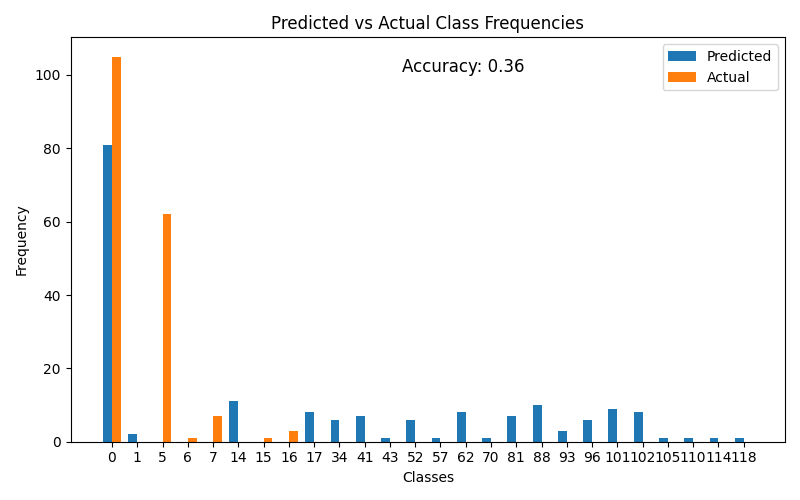 Predicted vs Actual Class Frequencies
Accuracy: 0.36
Predicted
Actual
Frequency
100
80
60
40
20
0
0 1 5 6 7 14 15 16 17 34 41 43 52 57 62 70 81 88 93 96 101 102 105 110 114 118
Classes